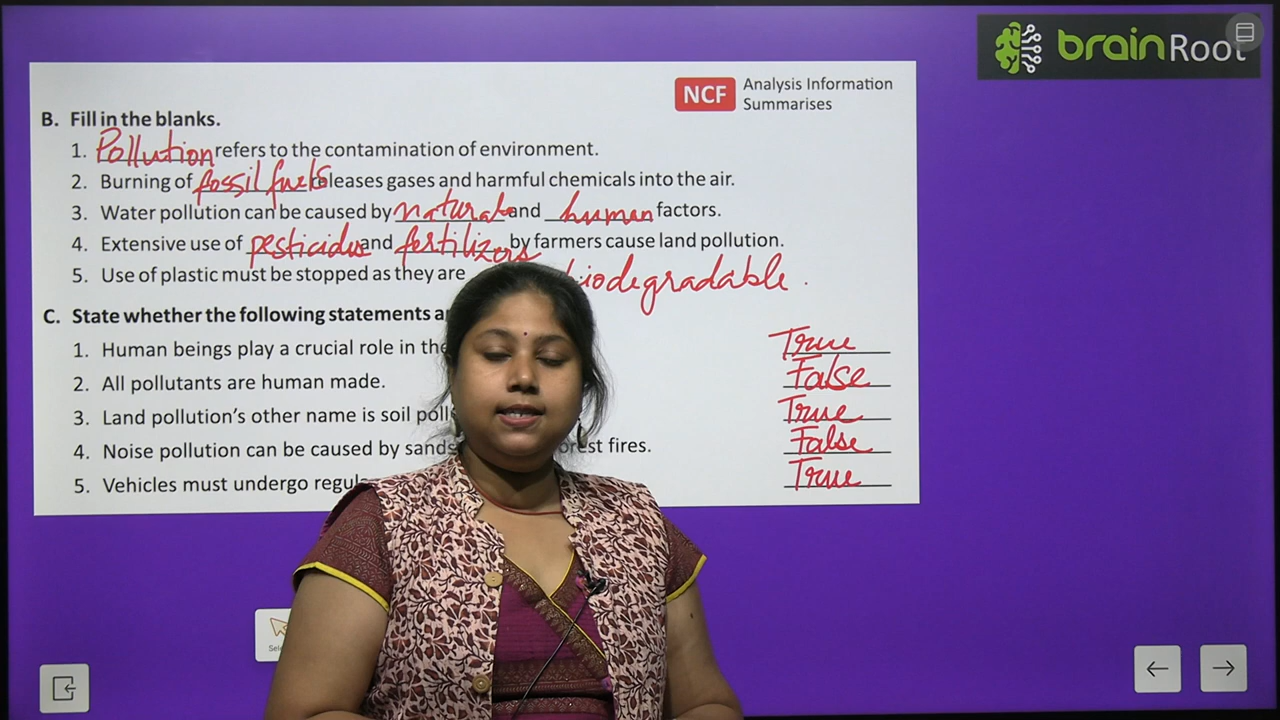 brainRoot
NCF Analysis Information
Summarises
B. Fill in the blanks.
1. Pollution refers to the contamination of environment.
2. Burning of fossil fuels releases gases and harmful chemicals into the air.
3. Water pollution can be caused by natural and human factors.
4. Extensive use of pesticides and fertilizers by farmers cause land pollution.
5. Use of plastic must be stopped as they are biodegradable.
C. State whether the following statements
1. Human beings play a crucial role in the True
2. All pollutants are human made. False
3. Land pollution's other name is soil True
4. Noise pollution can be caused by fires. False
5. Vehicles must undergo True